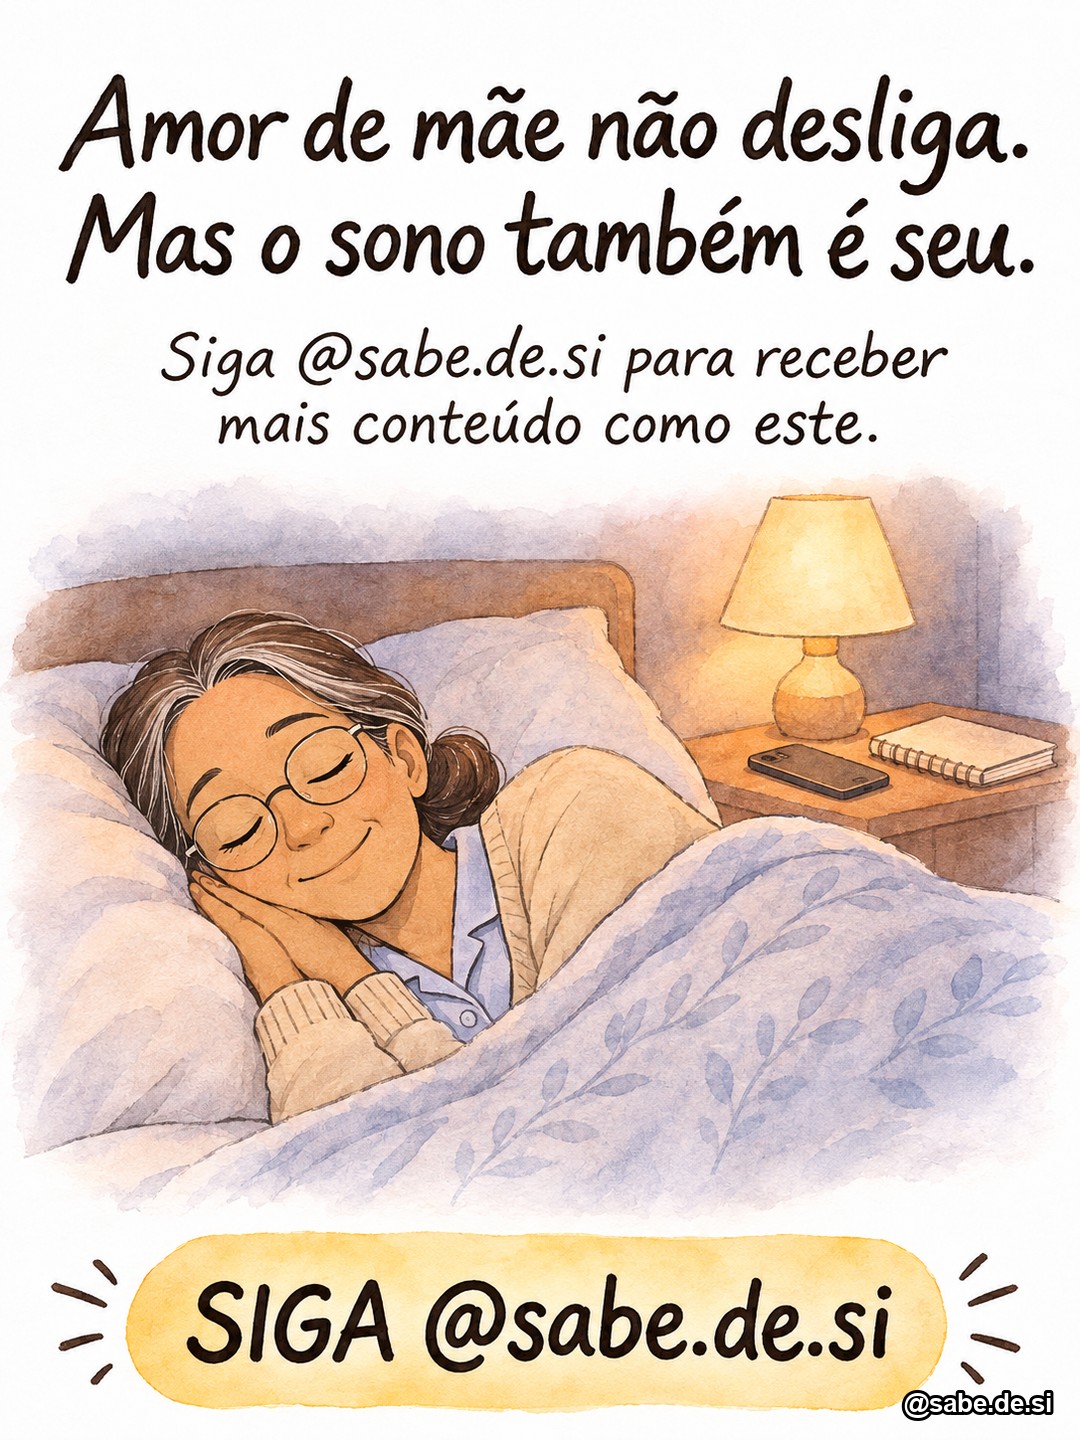 Amor de mãe não desliga.
Mas o sono também é seu.
Siga @sabe.de.si para receber
mais conteúdo como este.
SIGA @sabe.de.si
@sabe.de.si